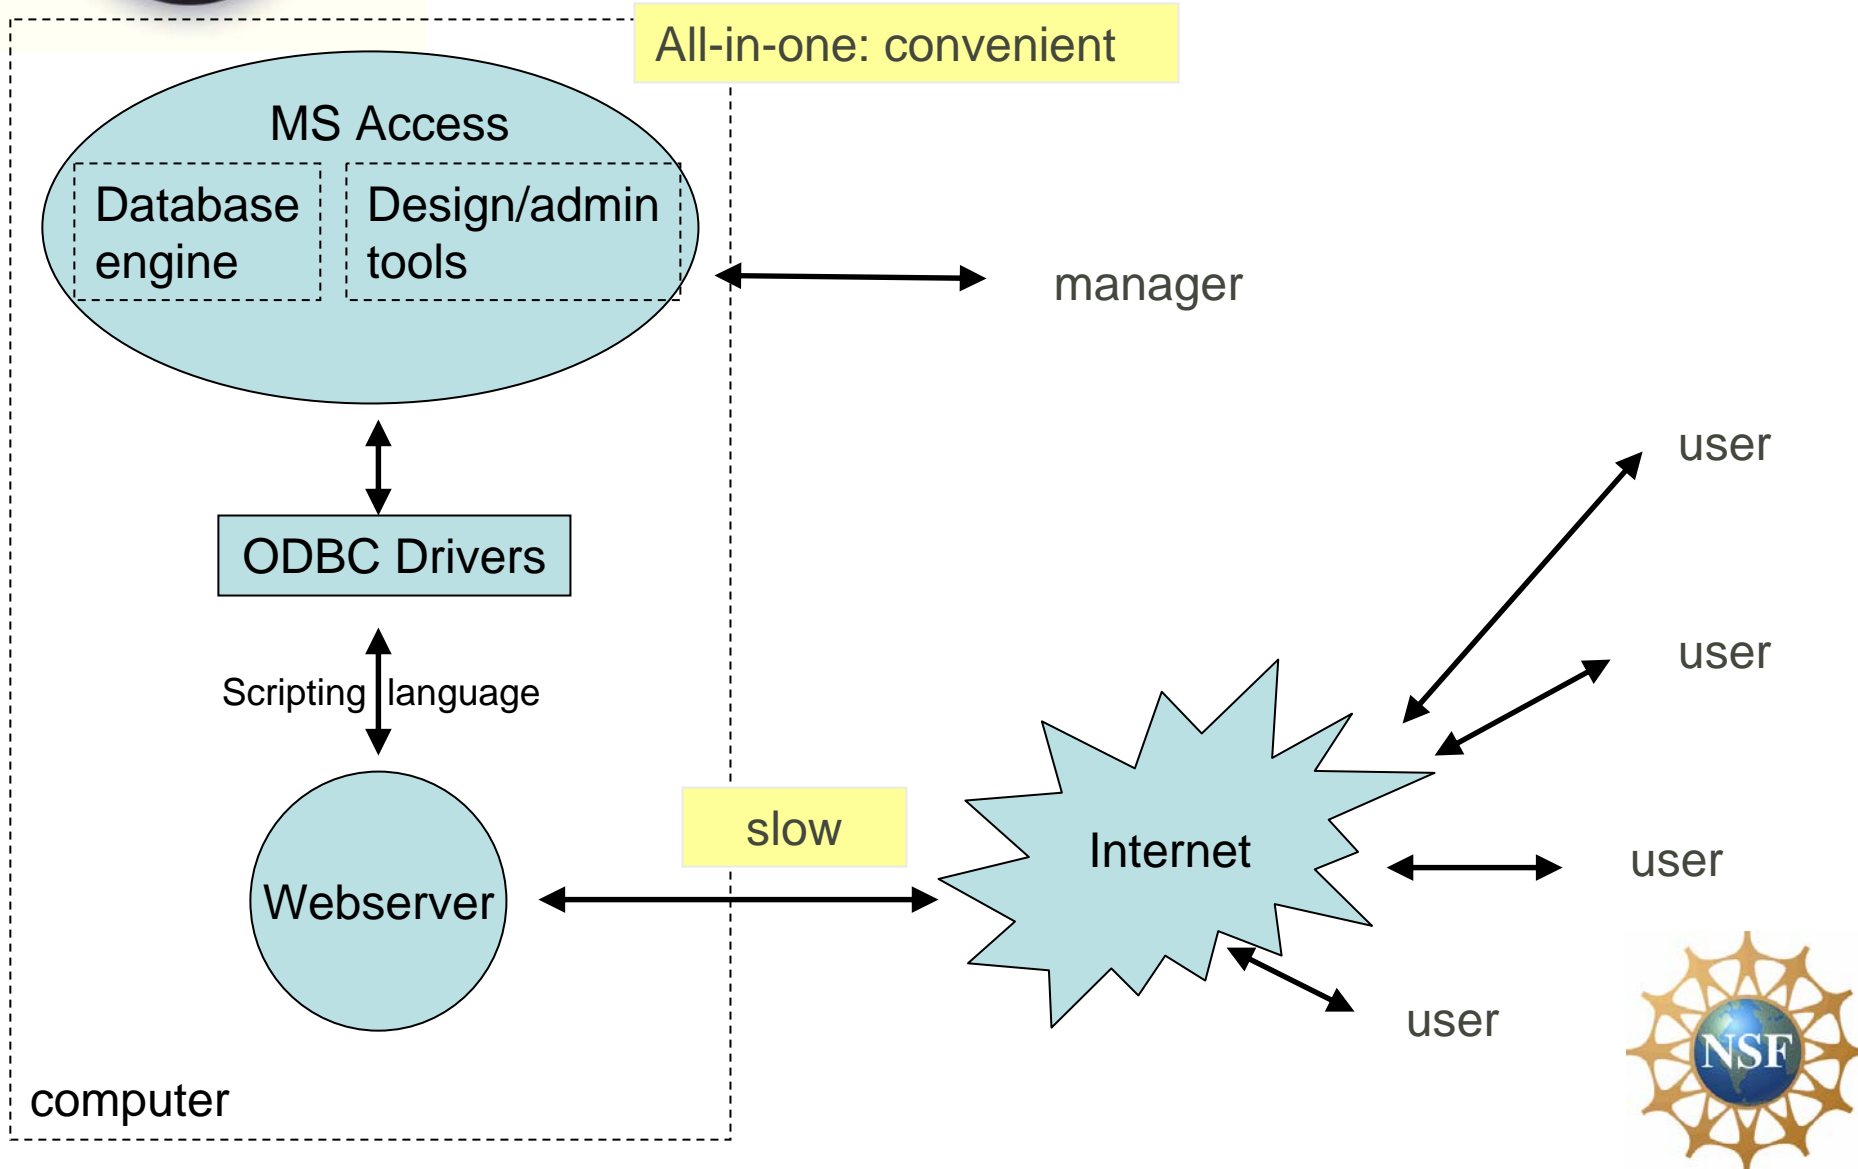 All-in-one: convenient
MS Access
Database
engine
Design/admin
tools
manager
user
ODBC Drivers
user
Scripting language
slow
Internet
user
Webserver
user
NSF
computer